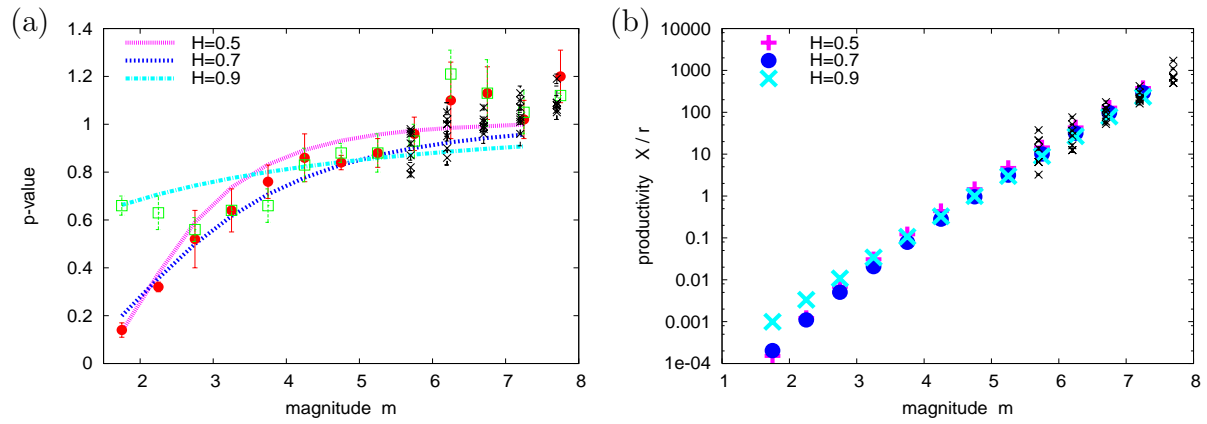 (a)
1.4
1.2
1
0.8
0.6
0.4
0.2
0
p-value
H=0.5
H=0.7
H=0.9
2
3
4
5
6
7
8
magnitude m
(b)
10000
1000
100
10
1
0.1
0.01
0.001
1e-04
productivity X / r
H=0.5
H=0.7
H=0.9
1
2
3
4
5
6
7
8
magnitude m